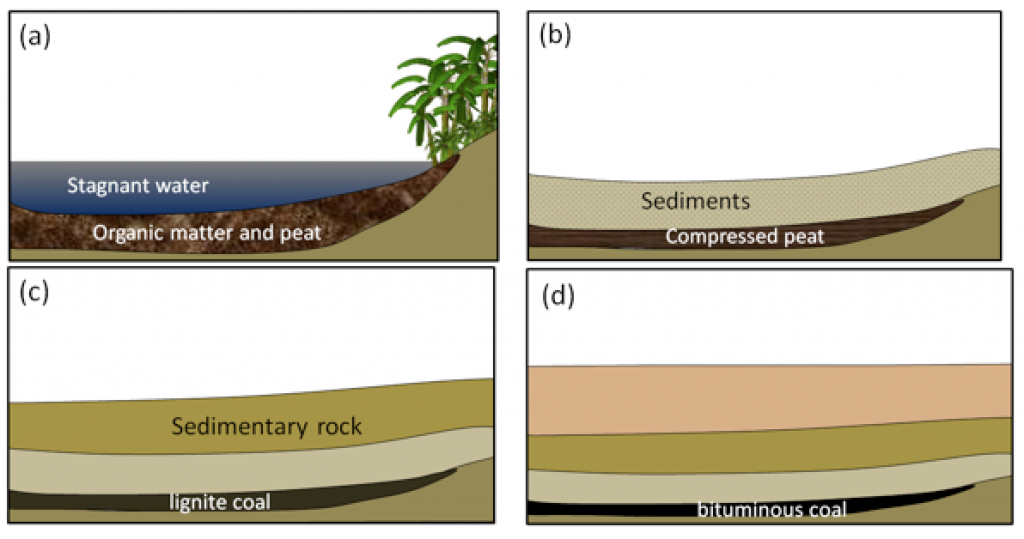 (a)
Stagnant water
Organic matter and peat
(b)
Sediments
Compressed peat
(c)
Sedimentary rock
lignite coal
(d)
bituminous coal